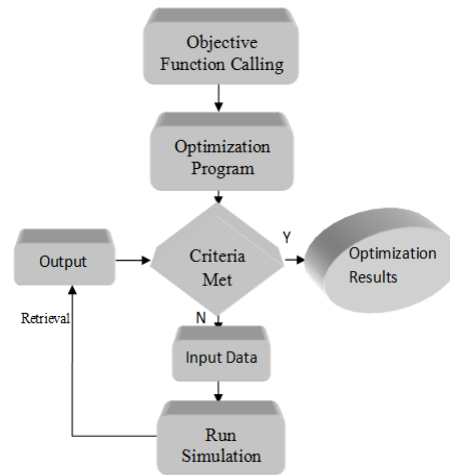 Objective
Function Calling
Optimization
Program
Y
Output
Criteria
Met
Optimization
Results
Retrieval
N
Input Data
Run
Simulation